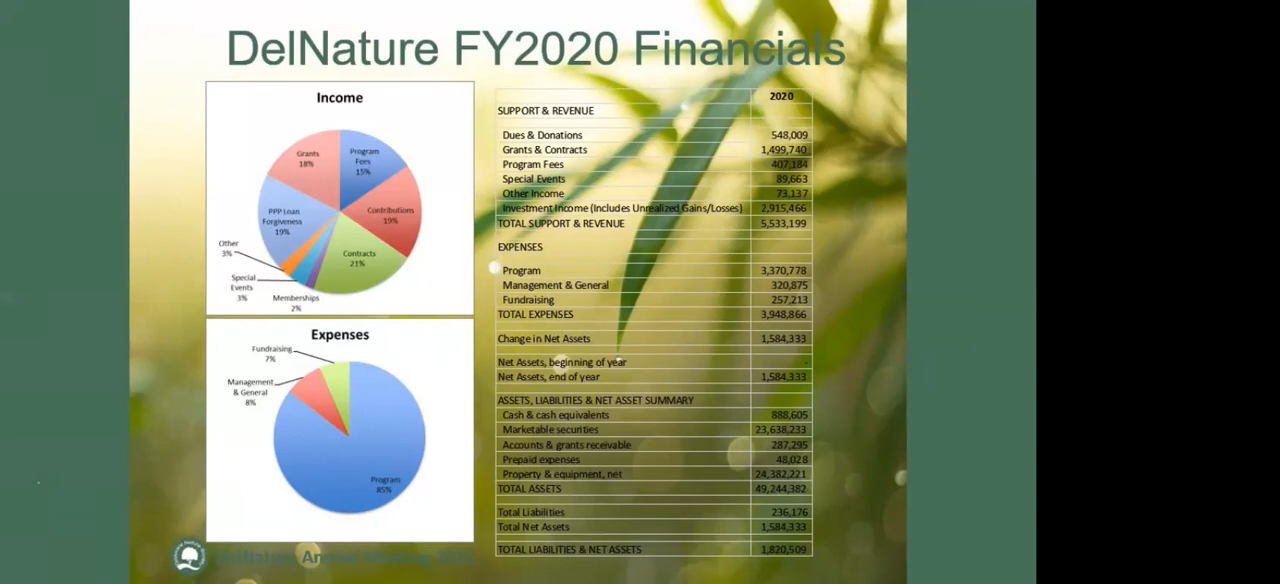 DelNature FY2020 Financials
Income
Grants
18%
Program
Fees
15%
Contributions
19%
PPP Loan
Forgiveness
19%
Contracts
21%
Other
3%
Special
Events
3%
Memberships
2%
Expenses
Fundraising
7%
Management
& General
8%
Program
85%
2020
SUPPORT & REVENUE
Dues & Donations 548,009
Grants & Contracts 1,499,740
Program Fees 407,184
Special Events 89,663
Other Income 73,137
Investment Income (Includes Unrealized Gains/Losses) 2,915,466
TOTAL SUPPORT & REVENUE 5,533,199
EXPENSES
Program 3,370,778
Management & General 320,875
Fundraising 257,213
TOTAL EXPENSES 3,948,866
Change in Net Assets 1,584,333
Net Assets, beginning of year -
Net Assets, end of year 1,584,333
ASSETS, LIABILITIES & NET ASSET SUMMARY
Cash & cash equivalents 888,605
Marketable securities 23,638,233
Accounts & grants receivable 287,295
Prepaid expenses 48,028
Property & equipment, net 24,382,221
TOTAL ASSETS 49,244,382
Total Liabilities 236,176
Total Net Assets 1,584,333
TOTAL LIABILITIES & NET ASSETS 1,820,509
DelNature Annual Meeting